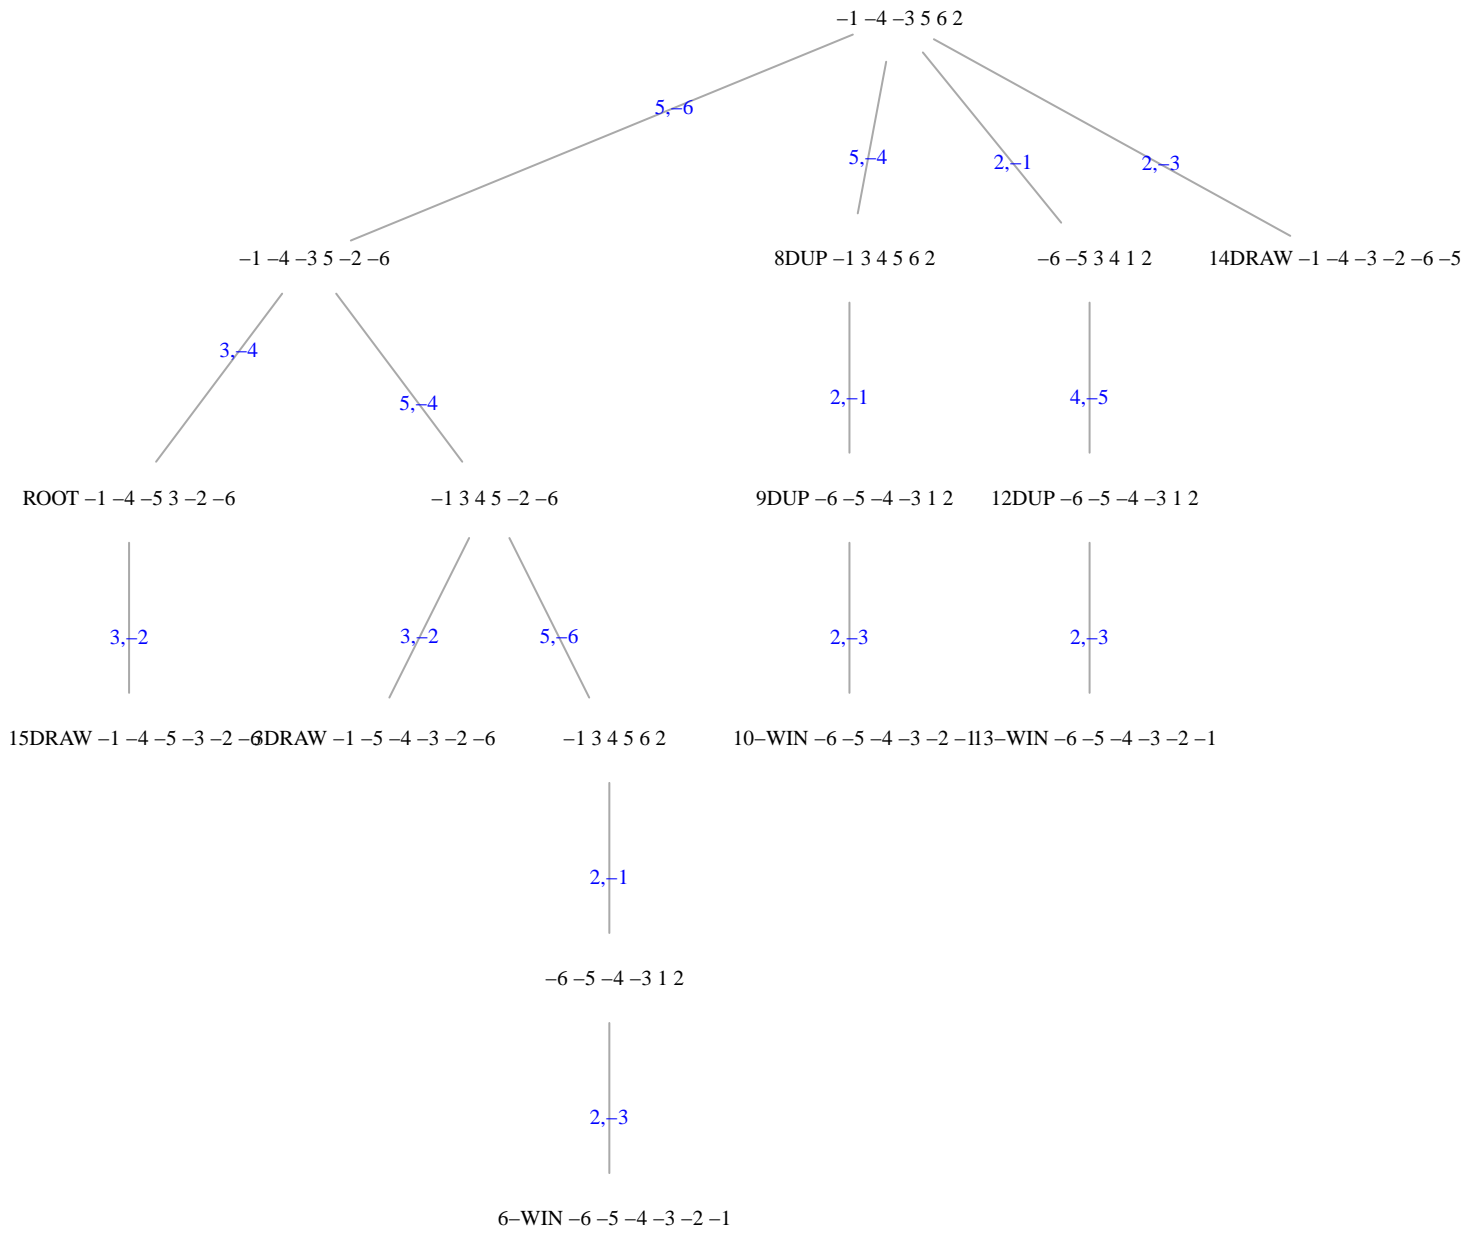 –1 –4 –3 5 6 2
5,–6
5,–4
2,–1
2,–3
–1 –4 –3 5 –2 –6
8DUP –1 3 4 5 6 2
–6 –5 3 4 1 2
14DRAW –1 –4 –3 –2 –6 –5
3,–4
5,–4
2,–1
4,–5
ROOT –1 –4 –5 3 –2 –6
–1 3 4 5 –2 –6
9DUP –6 –5 –4 –3 1 2
12DUP –6 –5 –4 –3 1 2
3,–2
3,–2
5,–6
2,–3
2,–3
15DRAW –1 –4 –5 –3 –2 –6
DRAW –1 –5 –4 –3 –2 –6
–1 3 4 5 6 2
10–WIN –6 –5 –4 –3 –2 –1
13–WIN –6 –5 –4 –3 –2 –1
2,–1
–6 –5 –4 –3 1 2
2,–3
6–WIN –6 –5 –4 –3 –2 –1